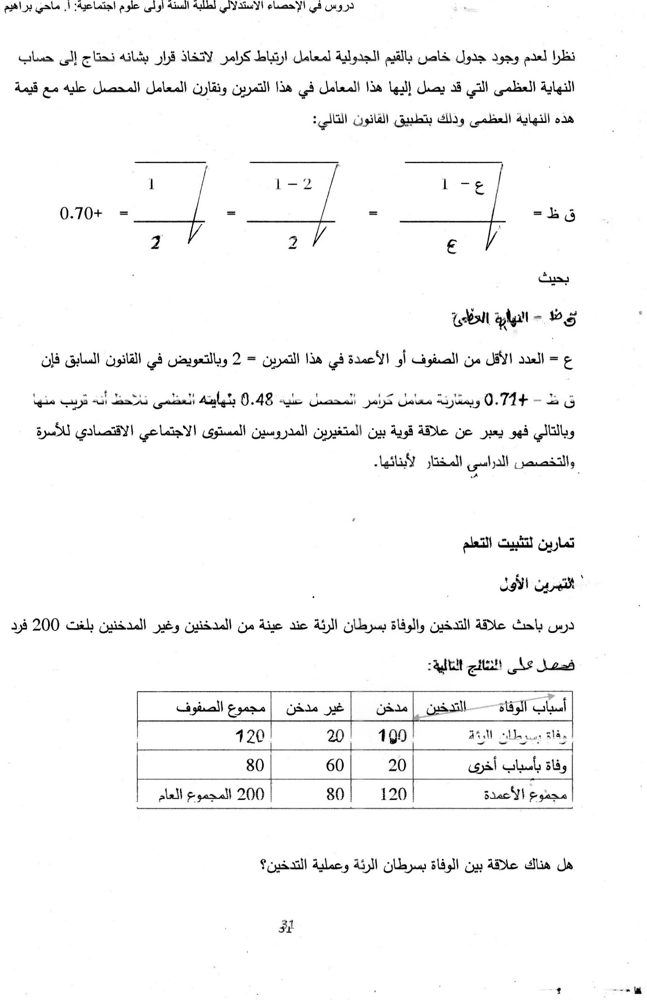 دروس في الإحصاء الاستدلالي لطلبة السنة أولى علوم اجتماعية: أ. ماحي براهيم
نظرا لعدم وجود جدول خاص بالقيم الجدولية لمعامل ارتباط كرامر لاتخاذ قرار بشانه نحتاج إلى حساب
النهاية العظمى التي قد يصل إليها هذا المعامل في هذا التمرين ونقارن المعامل المحصل عليه مع قيمة
هذه النهاية العظمى وذلك بتطبيق القانون التالي:
ع - 1 1 – 2 1
ق ظ = = = = +0.70
ع 2 2
بحيث
ق ظ = النهاية العظمى
ع = العدد الأقل من الصفوف أو الأعمدة في هذا التمرين = 2 وبالتعويض في القانون السابق فإن
ق ظ = +0.71 وبمقارنة معامل كرامر المحصل عليه 0.48 بنهايته العظمى نلاحظ أنه قريب منها
وبالتالي فهو يعبر عن علاقة قوية بين المتغيرين المدروسين المستوى الاجتماعي الاقتصادي للأسرة
والتخصص الدراسي المختار لأبنائها.
تمارين لتثبيت التعلم
التمرين الأول
درس باحث علاقة التدخين والوفاة بسرطان الرئة عند عينة من المدخنين وغير المدخنين بلغت 200 فرد
فحصل على النتائج التالية:
أسباب الوفاة التدخين مدخن غير مدخن مجموع الصفوف
وفاة بسرطان الرئة 100 20 120
وفاة بأسباب أخرى 20 60 80
مجموع الأعمدة 120 80 200 المجموع العام
هل هناك علاقة بين الوفاة بسرطان الرئة وعملية التدخين؟
31